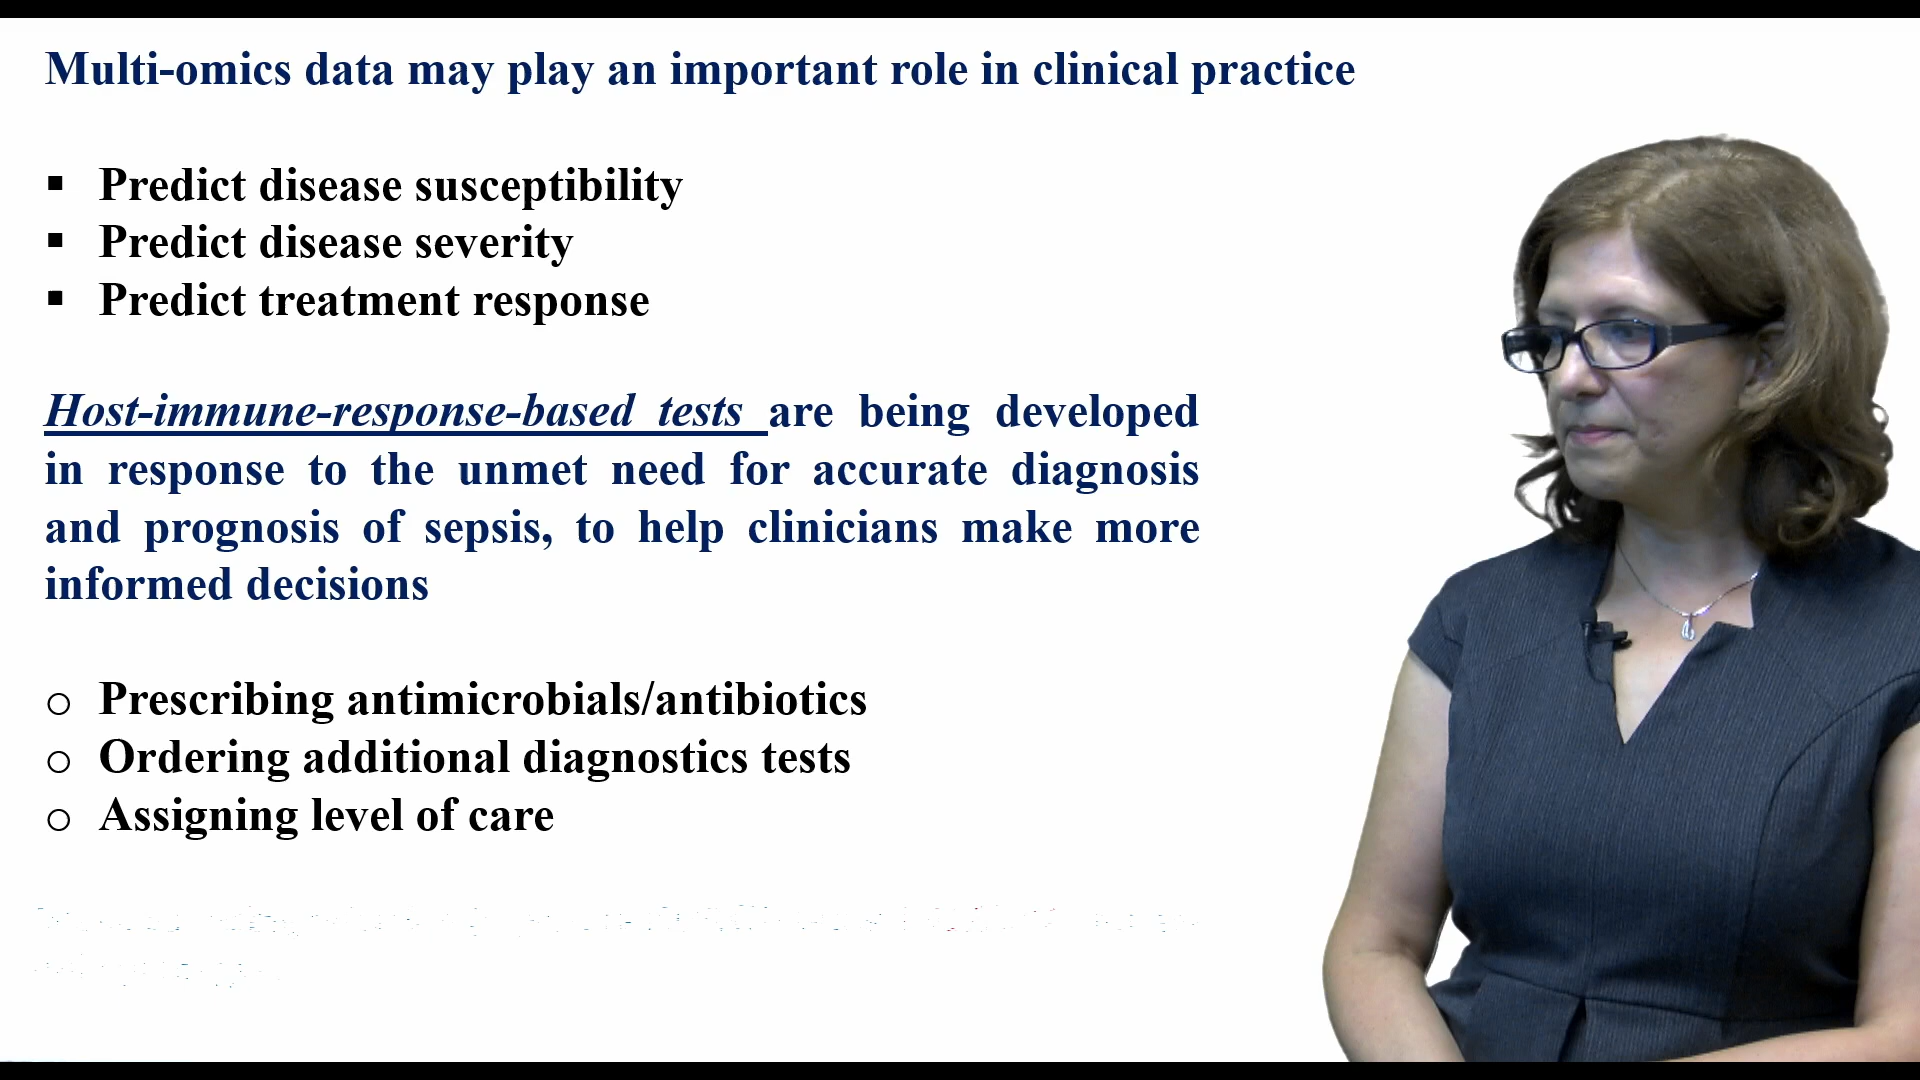 Multi-omics data may play an important role in clinical practice
▪ Predict disease susceptibility
▪ Predict disease severity
▪ Predict treatment response
Host-immune-response-based tests are being developed
in response to the unmet need for accurate diagnosis
and prognosis of sepsis, to help clinicians make more
informed decisions
o Prescribing antimicrobials/antibiotics
o Ordering additional diagnostics tests
o Assigning level of care